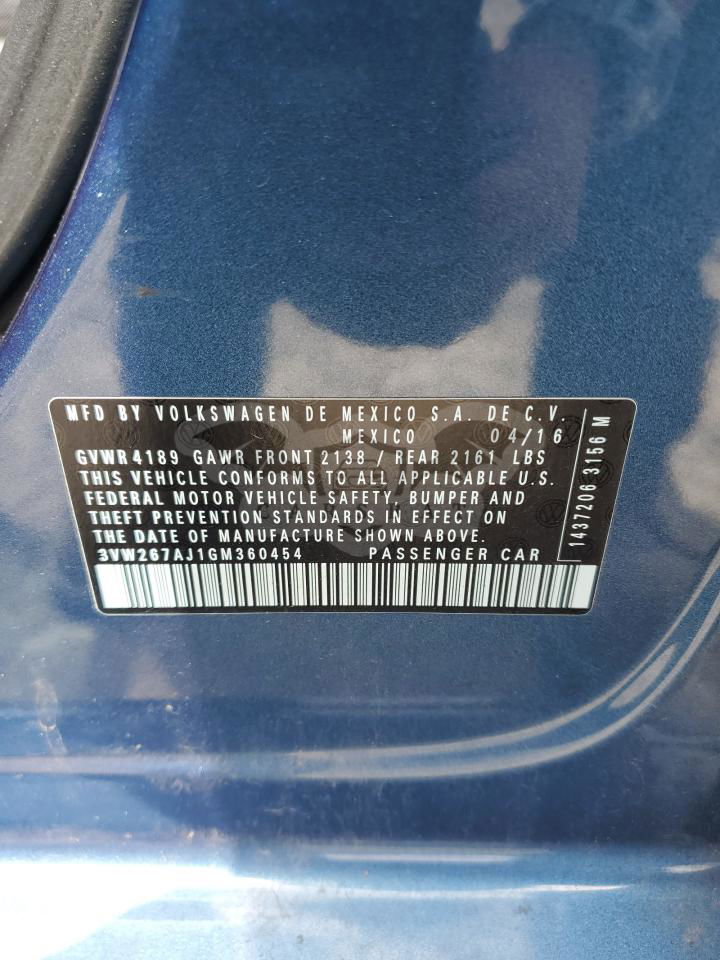 MFD BY VOLKSWAGEN DE MEXICO S.A. DE C.V.
MEXICO 04/16
GVWR 4189 GAWR FRONT 2138 / REAR 2161 LBS
THIS VEHICLE CONFORMS TO ALL APPLICABLE U.S.
FEDERAL MOTOR VEHICLE SAFETY, BUMPER AND
THEFT PREVENTION STANDARDS IN EFFECT ON
THE DATE OF MANUFACTURE SHOWN ABOVE.
3VW267AJ1GM360454 PASSENGER CAR
1437206 3156 M